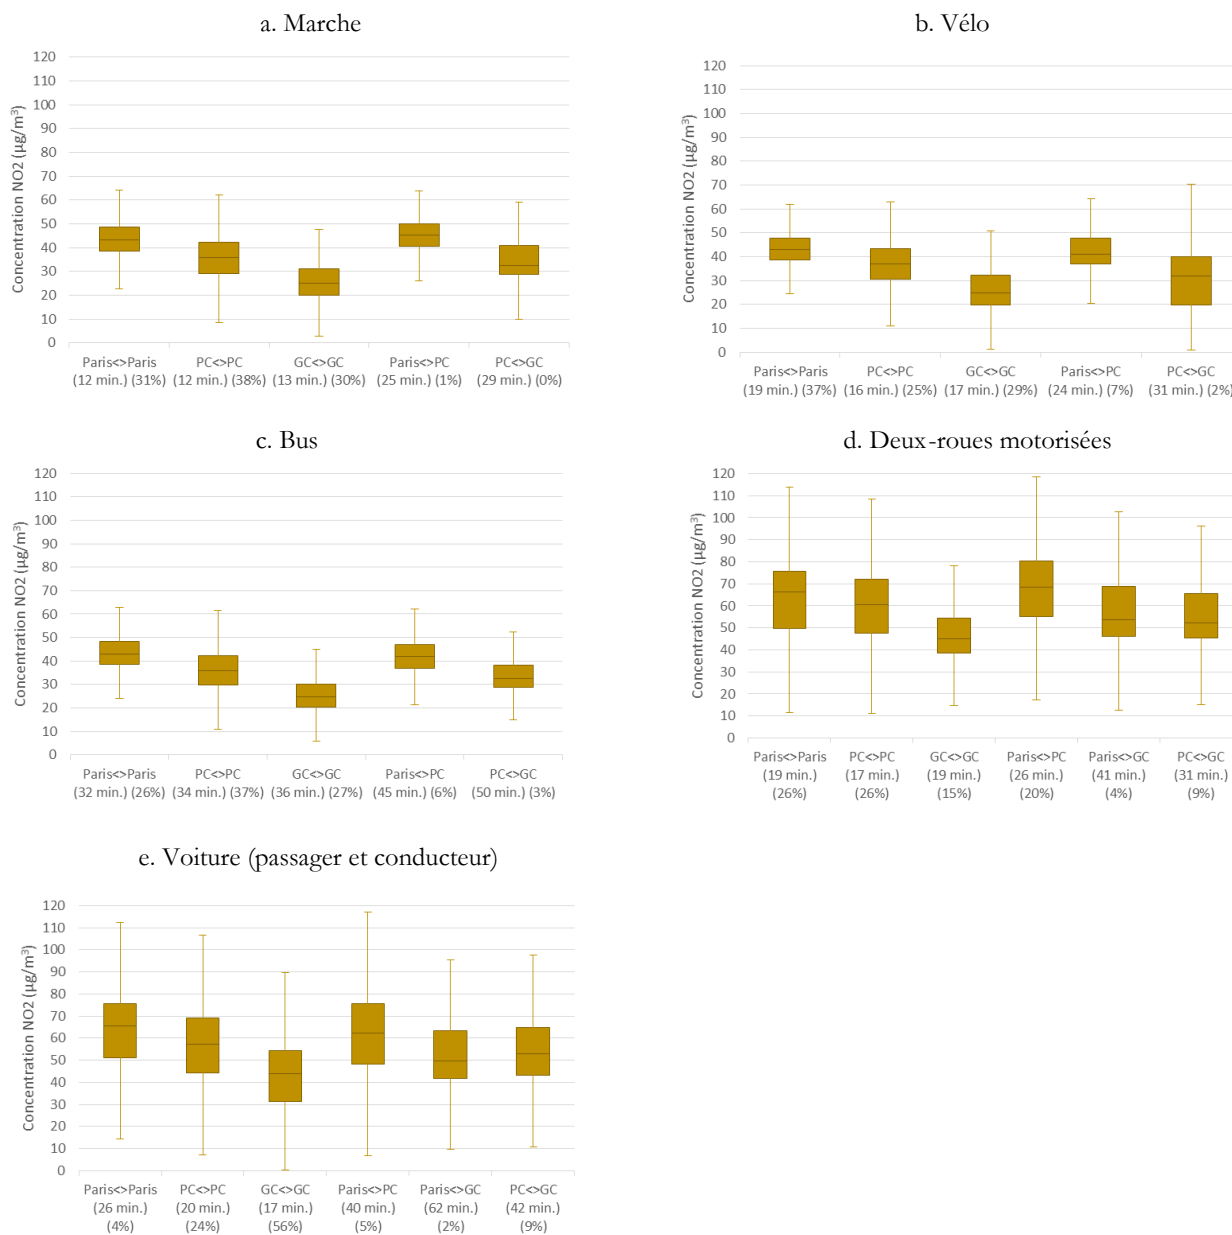 a. Marche
Concentration NO2 (µg/m³)
120
110
100
90
80
70
60
50
40
30
20
10
0
Paris<>Paris PC<>PC GC<>GC Paris<>PC PC<>GC
(12 min.) (31%) (12 min.) (38%) (13 min.) (30%) (25 min.) (1%) (29 min.) (0%)
b. Vélo
Concentration NO2 (µg/m³)
120
110
100
90
80
70
60
50
40
30
20
10
0
Paris<>Paris PC<>PC GC<>GC Paris<>PC PC<>GC
(19 min.) (37%) (16 min.) (25%) (17 min.) (29%) (24 min.) (7%) (31 min.) (2%)
c. Bus
Concentration NO2 (µg/m³)
120
110
100
90
80
70
60
50
40
30
20
10
0
Paris<>Paris PC<>PC GC<>GC Paris<>PC PC<>GC
(32 min.) (26%) (34 min.) (37%) (36 min.) (27%) (45 min.) (6%) (50 min.) (3%)
d. Deux-roues motorisées
Concentration NO2 (µg/m³)
120
110
100
90
80
70
60
50
40
30
20
10
0
Paris<>Paris PC<>PC GC<>GC Paris<>PC Paris<>GC PC<>GC
(19 min.) (17 min.) (19 min.) (26 min.) (41 min.) (31 min.)
(26%) (26%) (15%) (20%) (4%) (9%)
e. Voiture (passager et conducteur)
Concentration NO2 (µg/m³)
120
110
100
90
80
70
60
50
40
30
20
10
0
Paris<>Paris PC<>PC GC<>GC Paris<>PC Paris<>GC PC<>GC
(26 min.) (20 min.) (17 min.) (40 min.) (62 min.) (42 min.)
(4%) (24%) (56%) (5%) (2%) (9%)